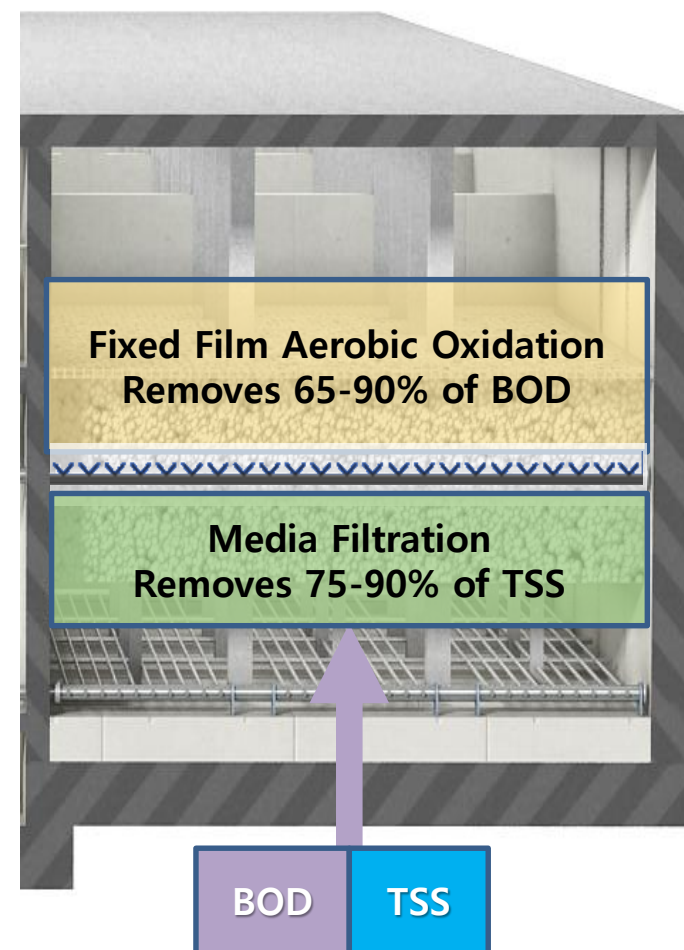 Fixed Film Aerobic Oxidation
Removes 65-90% of BOD
Media Filtration
Removes 75-90% of TSS
BOD TSS